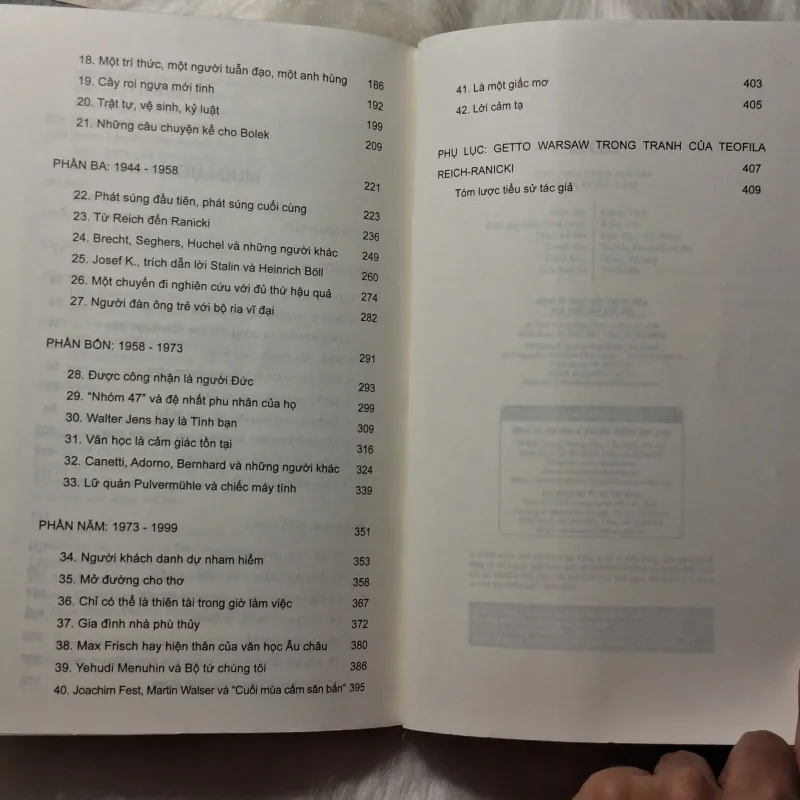 18. Một trí thức, một người tuẫn đạo, một anh hùng 186
19. Cây roi ngựa mới tinh 192
20. Trật tự, vệ sinh, kỷ luật 199
21. Những câu chuyện kể cho Bolek 209
PHẦN BA: 1944 - 1958 221
22. Phát súng đầu tiên, phát súng cuối cùng 223
23. Từ Reich đến Ranicki 236
24. Brecht, Seghers, Huchel và những người khác 249
25. Josef K., trích dẫn lời Stalin và Heinrich Böll 260
26. Một chuyến đi nghiên cứu với đủ thứ hậu quả 274
27. Người đàn ông trẻ với bộ ria vĩ đại 282
PHẦN BỐN: 1958 - 1973 291
28. Được công nhận là người Đức 293
29. "Nhóm 47" và đệ nhất phu nhân của họ 299
30. Walter Jens hay là Tình bạn 309
31. Văn học là cảm giác tồn tại 316
32. Canetti, Adorno, Bernhard và những người khác 324
33. Lữ quán Pulvermühle và chiếc máy tính 339
PHẦN NĂM: 1973 - 1999 351
34. Người khách danh dự nham hiểm 353
35. Mở đường cho thơ 358
36. Chỉ có thể là thiên tài trong giờ làm việc 367
37. Gia đình nhà phù thủy 372
38. Max Frisch hay hiện thân của văn học Âu châu 380
39. Yehudi Menuhin và Bộ tứ chúng tôi 386
40. Joachim Fest, Martin Walser và "Cuối mùa cấm săn bắn" 395
41. Là một giấc mơ 403
42. Lời cảm tạ 405
PHỤ LỤC: GETTO WARSAW TRONG TRANH CỦA TEOFILA
REICH-RANICKI 407
Tóm lược tiểu sử tác giả 409